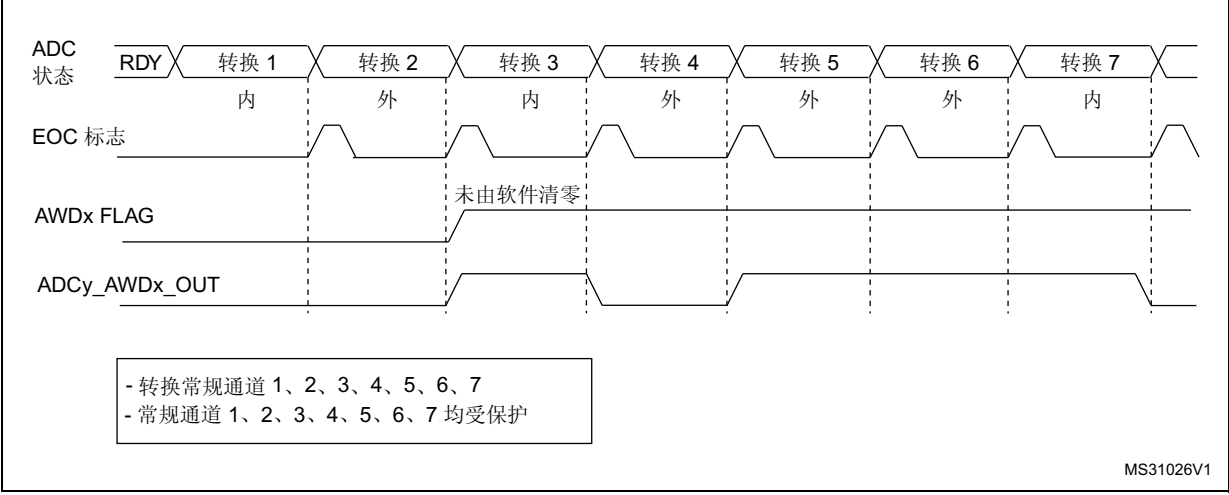 ADC
状态
RDY 转换 1 转换 2 转换 3 转换 4 转换 5 转换 6 转换 7
内 外 内 外 外 外 内
EOC 标志
未由软件清零
AWDx FLAG
ADCy_AWDx_OUT
- 转换常规通道 1、2、3、4、5、6、7
- 常规通道 1、2、3、4、5、6、7 均受保护
MS31026V1